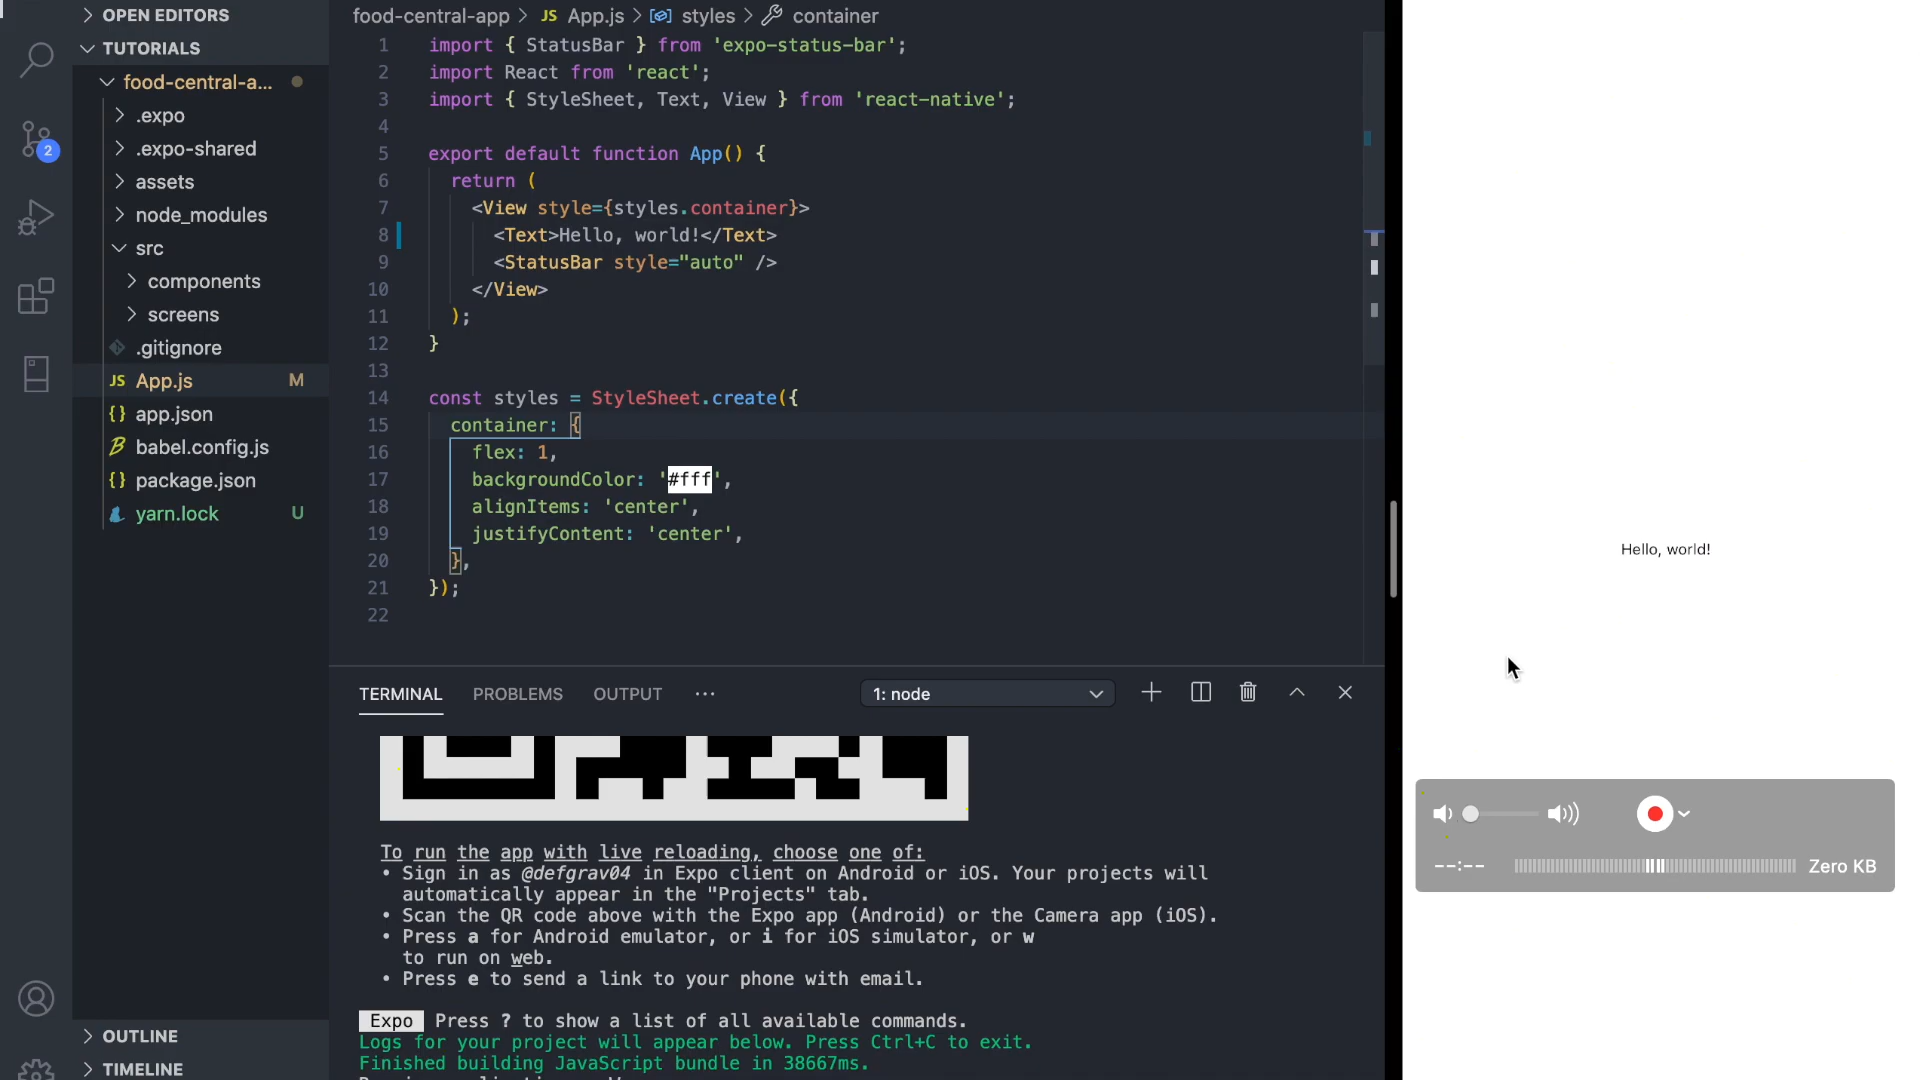 OPEN EDITORS
TUTORIALS
food-central-a...
.expo
.expo-shared
assets
node_modules
src
components
screens
.gitignore
JS App.js M
{} app.json
babel.config.js
{} package.json
yarn.lock U
OUTLINE
TIMELINE
2
food-central-app > JS App.js > styles > container
1 import { StatusBar } from 'expo-status-bar';
2 import React from 'react';
3 import { StyleSheet, Text, View } from 'react-native';
4
5 export default function App() {
6 return (
7 <View style={styles.container}>
8 <Text>Hello, world!</Text>
9 <StatusBar style="auto" />
10 </View>
11 );
12 }
13
14 const styles = StyleSheet.create({
15 container: {
16 flex: 1,
17 backgroundColor: '#fff',
18 alignItems: 'center',
19 justifyContent: 'center',
20 },
21 });
22
TERMINAL PROBLEMS OUTPUT ... 1: node
To run the app with live reloading, choose one of:
• Sign in as @defgrav04 in Expo client on Android or iOS. Your projects will
automatically appear in the "Projects" tab.
• Scan the QR code above with the Expo app (Android) or the Camera app (iOS).
• Press a for Android emulator, or i for iOS simulator, or w
to run on web.
• Press e to send a link to your phone with email.
Expo Press ? to show a list of all available commands.
Logs for your project will appear below. Press Ctrl+C to exit.
Finished building JavaScript bundle in 38667ms.
Hello, world!
--:-- Zero KB